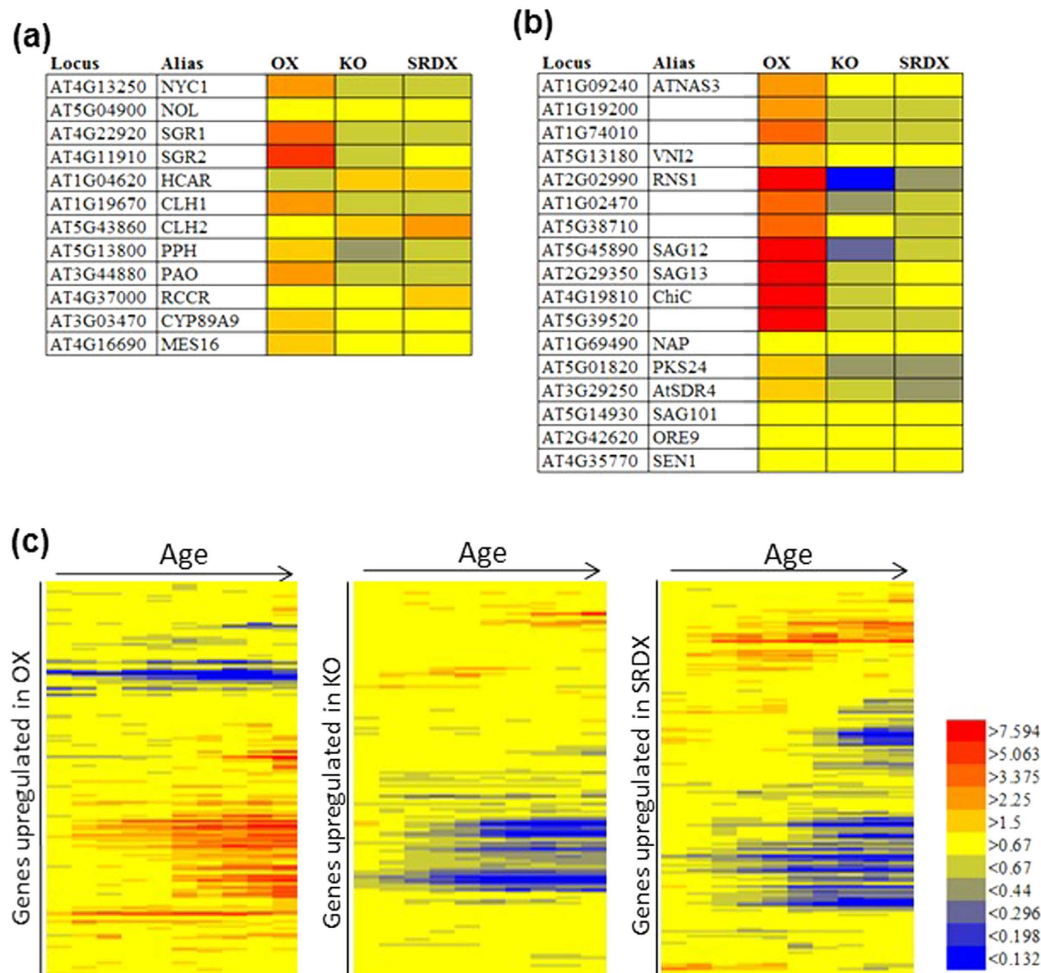 (a)
Locus Alias OX KO SRDX
AT4G13250 NYC1
AT5G04900 NOL
AT4G22920 SGR1
AT4G11910 SGR2
AT1G04620 HCAR
AT1G19670 CLH1
AT5G43860 CLH2
AT5G13800 PPH
AT3G44880 PAO
AT4G37000 RCCR
AT3G03470 CYP89A9
AT4G16690 MES16
(b)
Locus Alias OX KO SRDX
AT1G09240 ATNAS3
AT1G19200
AT1G74010
AT5G13180 VNI2
AT2G02990 RNS1
AT1G02470
AT5G38710
AT5G45890 SAG12
AT2G29350 SAG13
AT4G19810 ChiC
AT5G39520
AT1G69490 NAP
AT5G01820 PKS24
AT3G29250 AtSDR4
AT5G14930 SAG101
AT2G42620 ORE9
AT4G35770 SEN1
(c)
Age
Genes upregulated in OX
Age
Genes upregulated in KO
Age
Genes upregulated in SRDX
>7.594
>5.063
>3.375
>2.25
>1.5
>0.67
<0.67
<0.44
<0.296
<0.198
<0.132